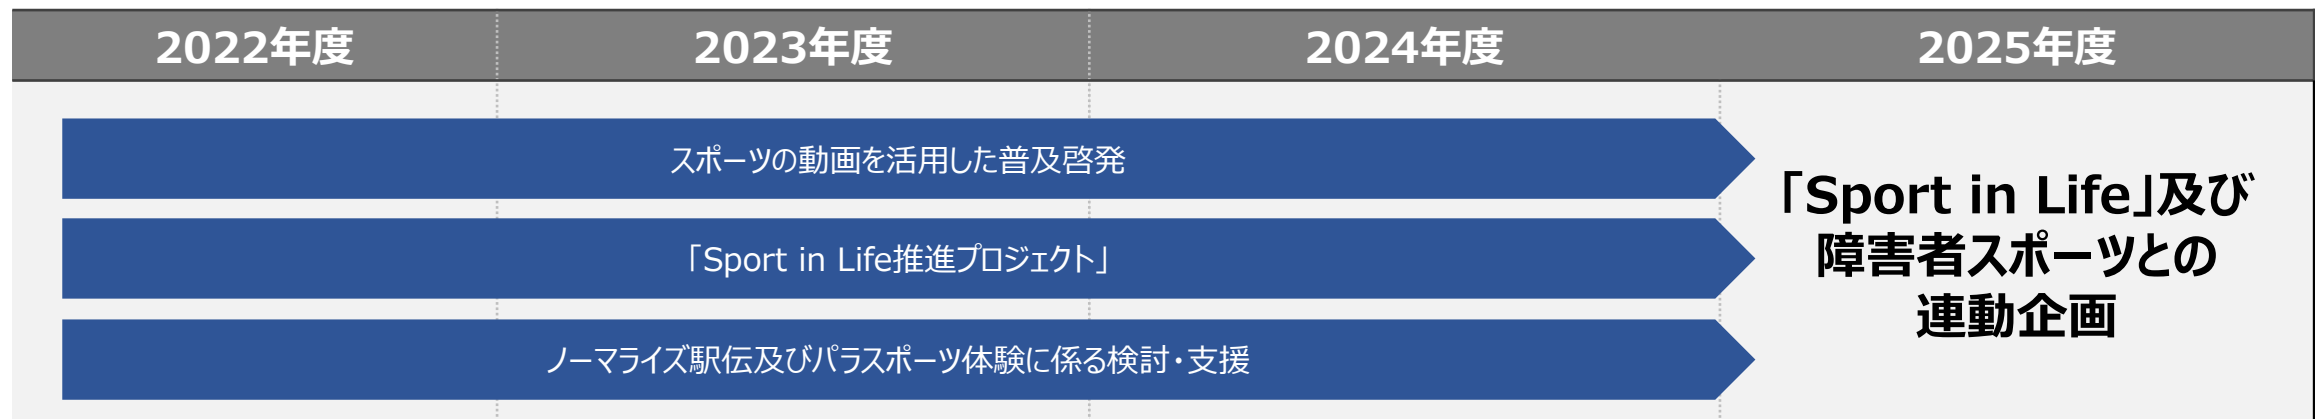 2022年度 2023年度 2024年度 2025年度
スポーツの動画を活用した普及啓発
「Sport in Life推進プロジェクト」
ノーマライズ駅伝及びパラスポーツ体験に係る検討・支援
「Sport in Life」及び
障害者スポーツとの
連動企画